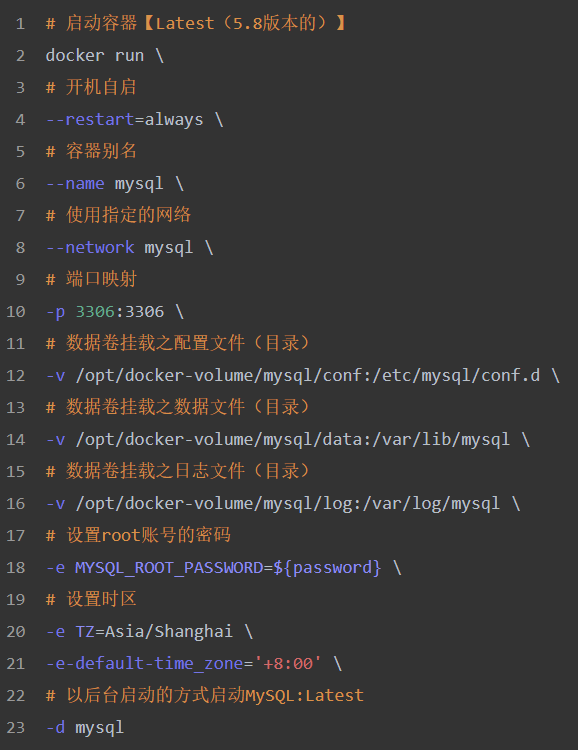 1 # 启动容器【Latest（5.8版本的）】
2 docker run \
3 # 开机自启
4 --restart=always \
5 # 容器别名
6 --name mysql \
7 # 使用指定的网络
8 --network mysql \
9 # 端口映射
10 -p 3306:3306 \
11 # 数据卷挂载之配置文件（目录）
12 -v /opt/docker-volume/mysql/conf:/etc/mysql/conf.d \
13 # 数据卷挂载之数据文件（目录）
14 -v /opt/docker-volume/mysql/data:/var/lib/mysql \
15 # 数据卷挂载之日志文件（目录）
16 -v /opt/docker-volume/mysql/log:/var/log/mysql \
17 # 设置root账号的密码
18 -e MYSQL_ROOT_PASSWORD=${password} \
19 # 设置时区
20 -e TZ=Asia/Shanghai \
21 -e-default-time_zone='+8:00' \
22 # 以后台启动的方式启动MySQL:Latest
23 -d mysql